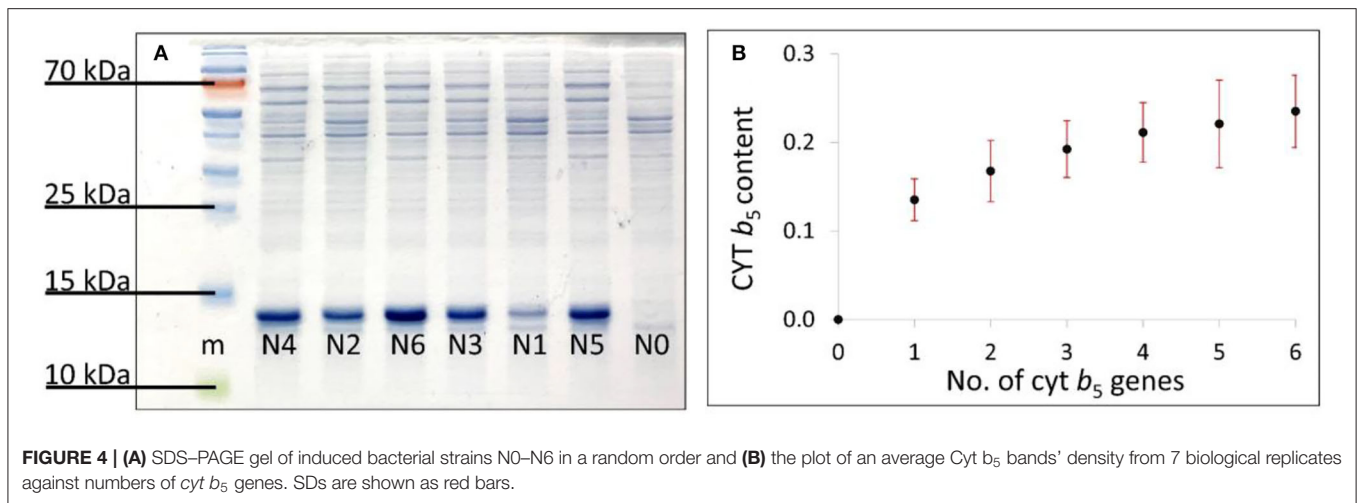 A
70 kDa
25 kDa
15 kDa
10 kDa
m N4 N2 N6 N3 N1 N5 N0
B
CYT b5 content
0.3
0.2
0.1
0.0
0 1 2 3 4 5 6
No. of cyt b5 genes
FIGURE 4 | (A) SDS–PAGE gel of induced bacterial strains N0–N6 in a random order and (B) the plot of an average Cyt b5 bands’ density from 7 biological replicates
against numbers of cyt b5 genes. SDs are shown as red bars.